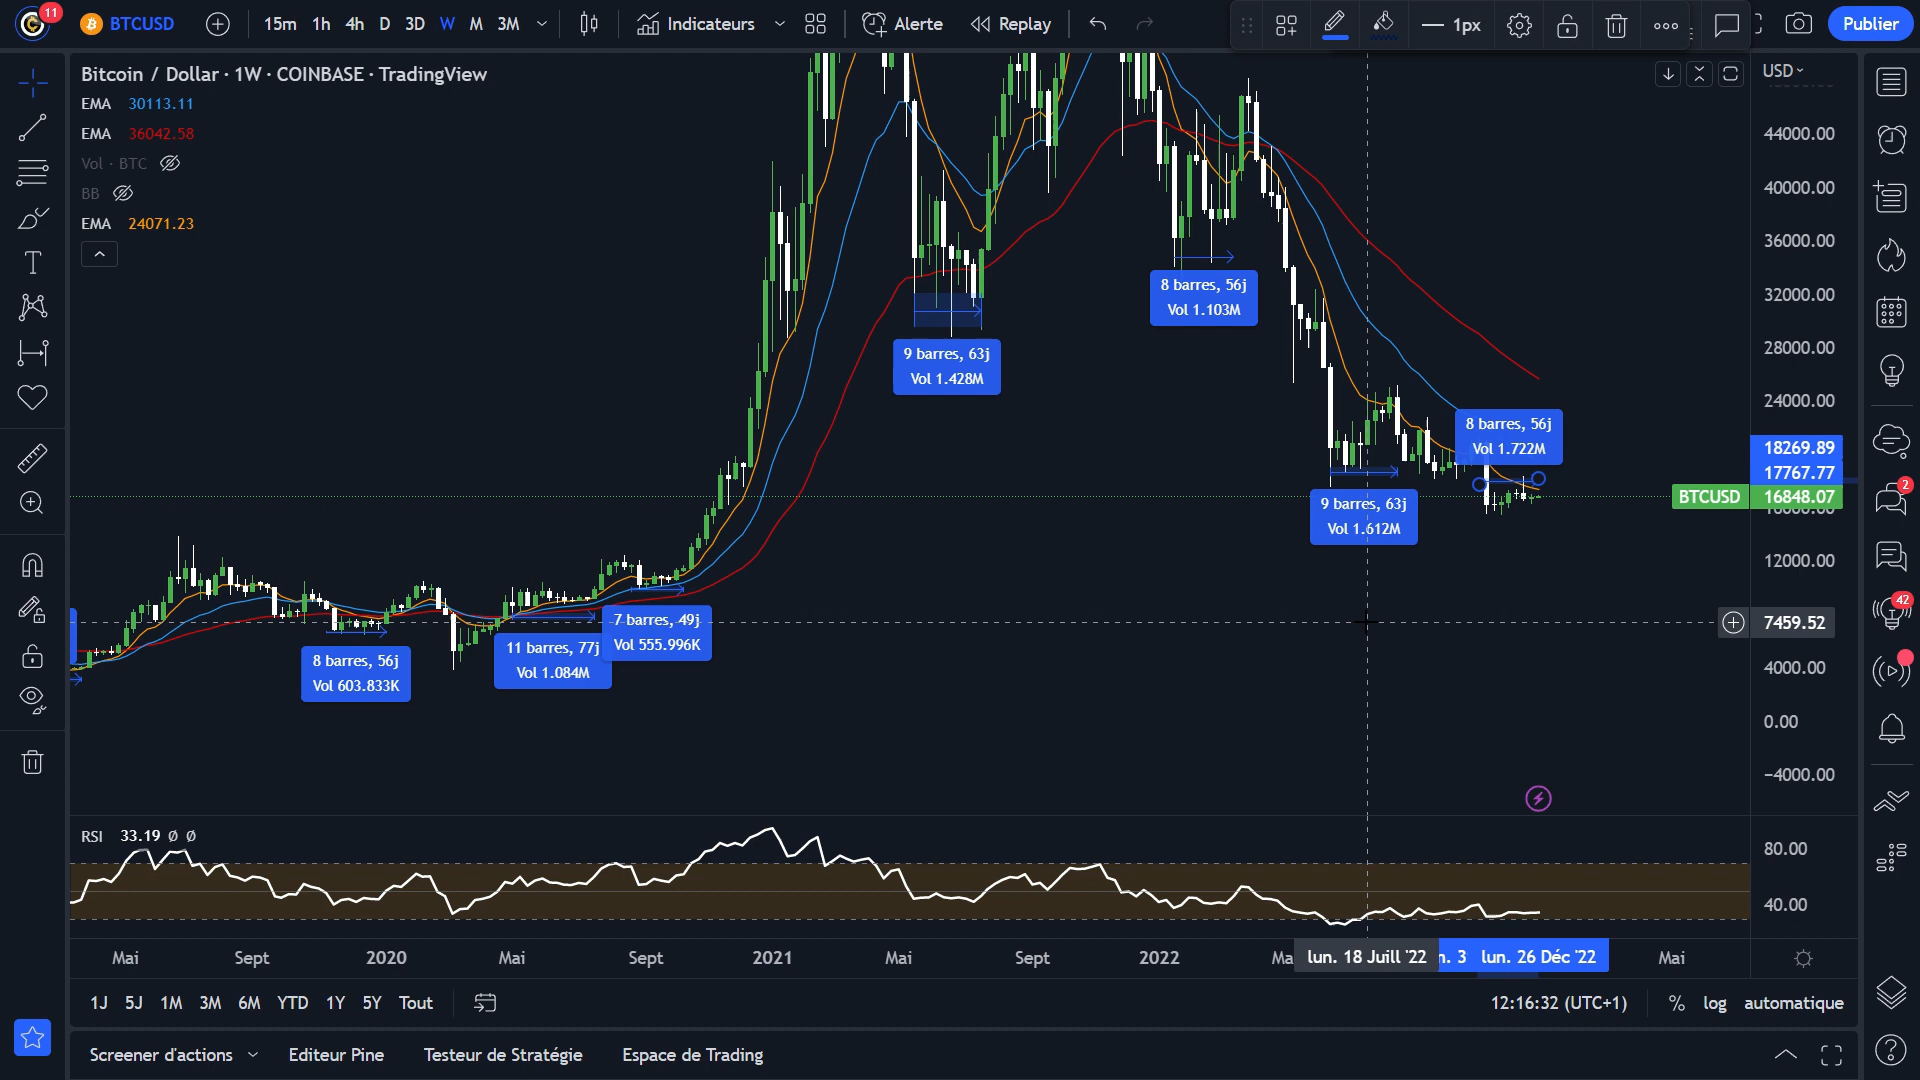 11
BTCUSD
15m 1h 4h D 3D W M 3M
Indicateurs
Alerte
Replay
1px
Publier
Bitcoin / Dollar · 1W · COINBASE · TradingView
USD
EMA 30113.11
EMA 36042.58
Vol · BTC
BB
EMA 24071.23
44000.00
40000.00
36000.00
32000.00
28000.00
24000.00
18269.89
17767.77
BTCUSD 16848.07
12000.00
7459.52
4000.00
0.00
−4000.00
8 barres, 56j
Vol 603.833K
11 barres, 77j
Vol 1.084M
7 barres, 49j
Vol 555.996K
9 barres, 63j
Vol 1.428M
8 barres, 56j
Vol 1.103M
9 barres, 63j
Vol 1.612M
8 barres, 56j
Vol 1.722M
2
42
RSI 33.19 Ø Ø
80.00
40.00
Mai Sept 2020 Mai Sept 2021 Mai Sept 2022 Ma lun. 18 Juill '22 n. 3 lun. 26 Déc '22 Mai
1J 5J 1M 3M 6M YTD 1Y 5Y Tout
12:16:32 (UTC+1) % log automatique
Screener d'actions Editeur Pine Testeur de Stratégie Espace de Trading